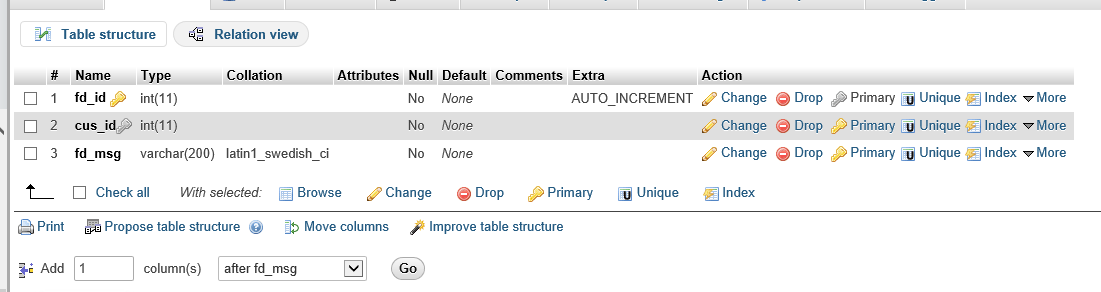 Table structure Relation view
# Name Type Collation Attributes Null Default Comments Extra Action
1 fd_id int(11) No None AUTO_INCREMENT Change Drop Primary Unique Index More
2 cus_id int(11) No None Change Drop Primary Unique Index More
3 fd_msg varchar(200) latin1_swedish_ci No None Change Drop Primary Unique Index More
Check all With selected: Browse Change Drop Primary Unique Index
Print Propose table structure Move columns Improve table structure
Add 1 column(s) after fd_msg Go